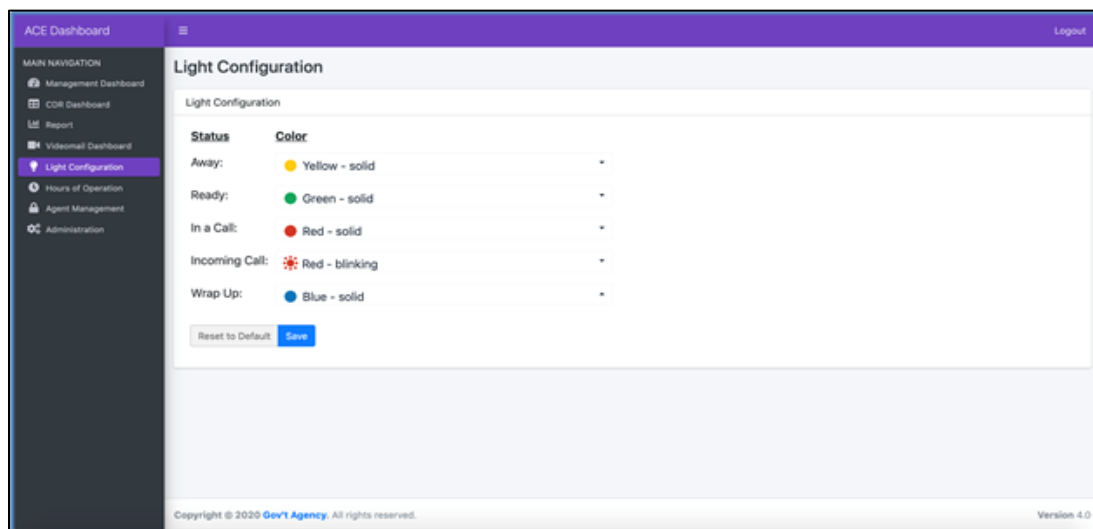 ACE Dashboard
Logout
MAIN NAVIGATION
Management Dashboard
CDR Dashboard
Report
Videomail Dashboard
Light Configuration
Hours of Operation
Agent Management
Administration
Light Configuration
Light Configuration
Status Color
Away: Yellow - solid
Ready: Green - solid
In a Call: Red - solid
Incoming Call: Red - blinking
Wrap Up: Blue - solid
Reset to Default Save
Copyright © 2020 Gov't Agency. All rights reserved. Version 4.0